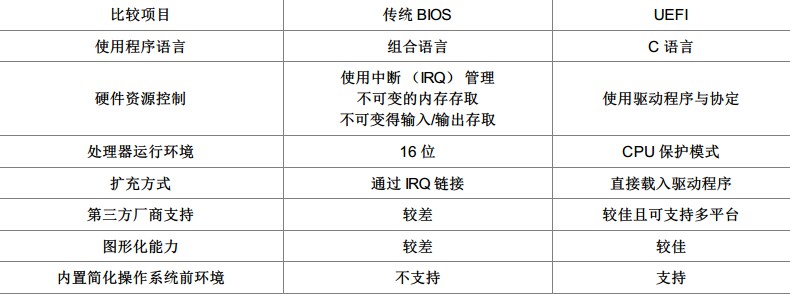 比较项目 传统 BIOS UEFI
使用程序语言 组合语言 C 语言
硬件资源控制 使用中断 （IRQ） 管理
不可变的内存存取
不可变得输入/输出存取 使用驱动程序与协定
处理器运行环境 16 位 CPU 保护模式
扩充方式 通过 IRQ 链接 直接载入驱动程序
第三方厂商支持 较差 较佳且可支持多平台
图形化能力 较差 较佳
内置简化操作系统前环境 不支持 支持